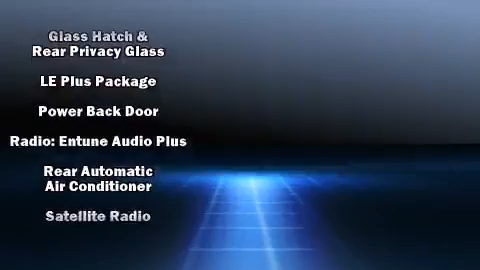 Glass Hatch &
Rear Privacy Glass
LE Plus Package
Power Back Door
Radio: Entune Audio Plus
Rear Automatic
Air Conditioner
Satellite Radio